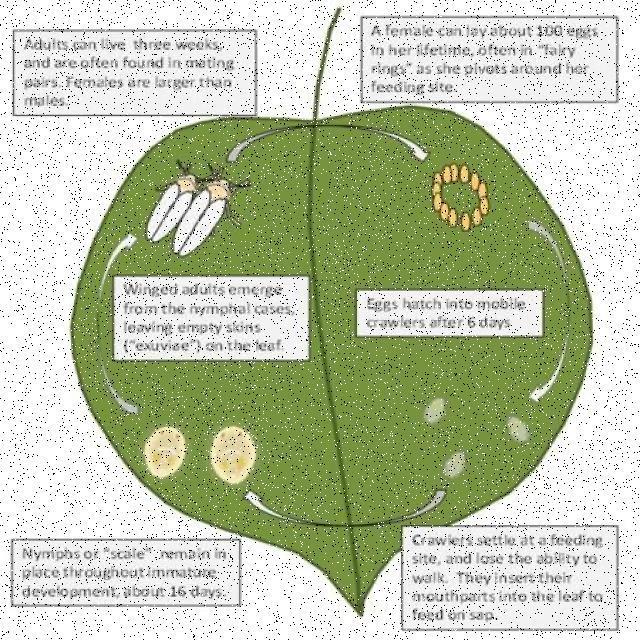 Adults can live three weeks,
and are often found in mating
pairs. Females are larger than
males.
A female can lay about 100 eggs
in her lifetime, often in "fairy
rings" as she pivots around her
feeding site.
Winged adults emerge
from the nymphal cases,
leaving empty skins
("exuviae") on the leaf.
Eggs hatch into mobile
crawlers after 6 days
Nymphs or "scale" remain in
place throughout immature
development, about 16 days.
Crawlers settle at a feeding
site, and lose the ability to
walk. They insert their
mouthparts into the leaf to
feed on sap.